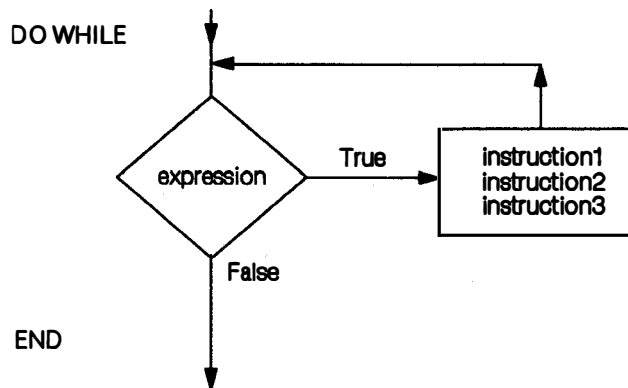 DO WHILE
expression
True
instruction1
instruction2
instruction3
False
END